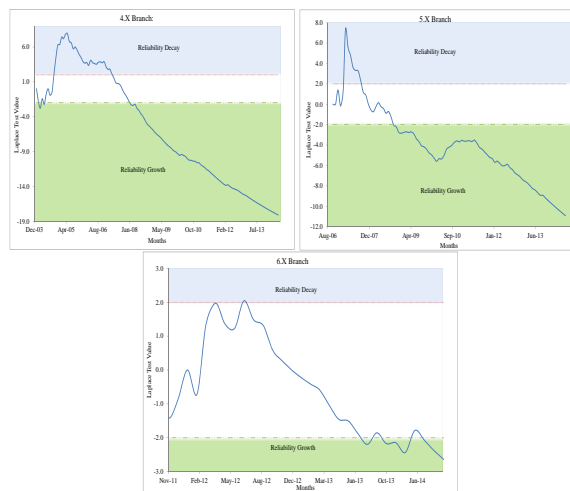 4.X Branch:
6.0
1.0
-4.0
-9.0
-14.0
-19.0
Laplace Test Value
Reliability Decay
Reliability Growth
Dec-03 Apr-05 Aug-06 Jan-08 May-09 Oct-10 Feb-12 Jul-13
Months
5.X Branch
8.0
6.0
4.0
2.0
0.0
-2.0
-4.0
-6.0
-8.0
-10.0
-12.0
Laplace Test Value
Reliability Decay
Reliability Growth
Aug-06 Dec-07 Apr-09 Sep-10 Jan-12 Jun-13
Months
6.X Branch
3.0
2.0
1.0
0.0
-1.0
-2.0
-3.0
Laplace Test Value
Reliability Decay
Reliability Growth
Nov-11 Feb-12 May-12 Aug-12 Dec-12 Mar-13 Jun-13 Oct-13 Jan-14
Months